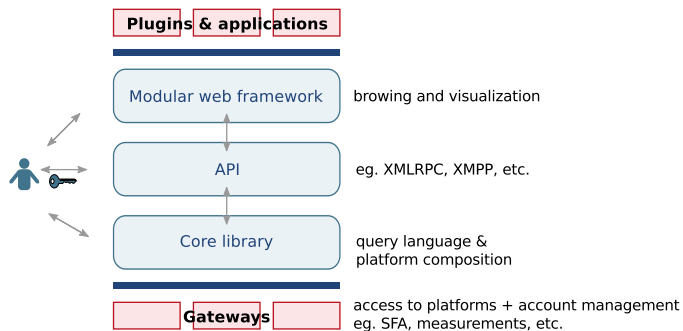 Plugins & applications
Modular web framework
browing and visualization
API
eg. XMLRPC, XMPP, etc.
Core library
query language &
platform composition
Gateways
access to platforms + account management
eg. SFA, measurements, etc.